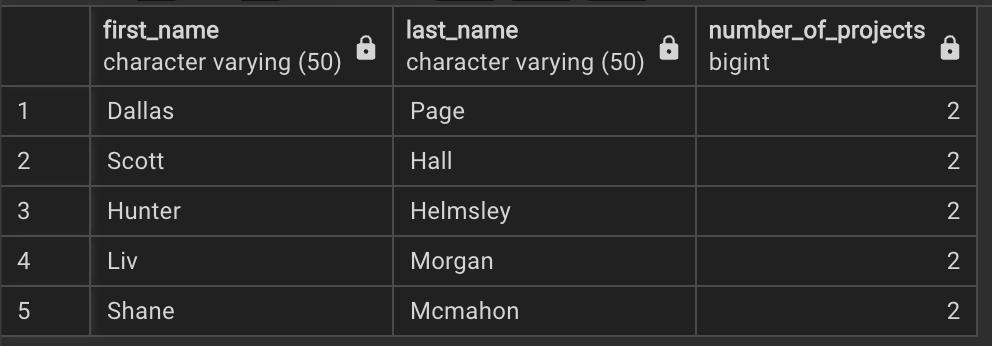 first_name last_name number_of_projects
character varying (50) character varying (50) bigint
1 Dallas Page 2
2 Scott Hall 2
3 Hunter Helmsley 2
4 Liv Morgan 2
5 Shane Mcmahon 2